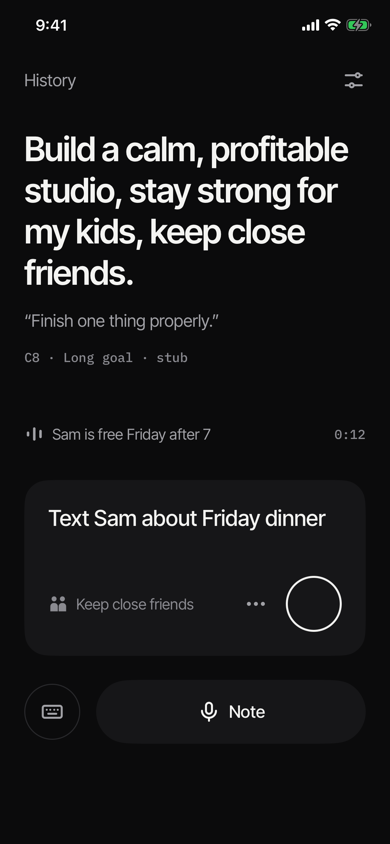 9:41
History
Build a calm, profitable
studio, stay strong for
my kids, keep close
friends.
“Finish one thing properly.”
C8 · Long goal · stub
Sam is free Friday after 7 0:12
Text Sam about Friday dinner
Keep close friends
Note